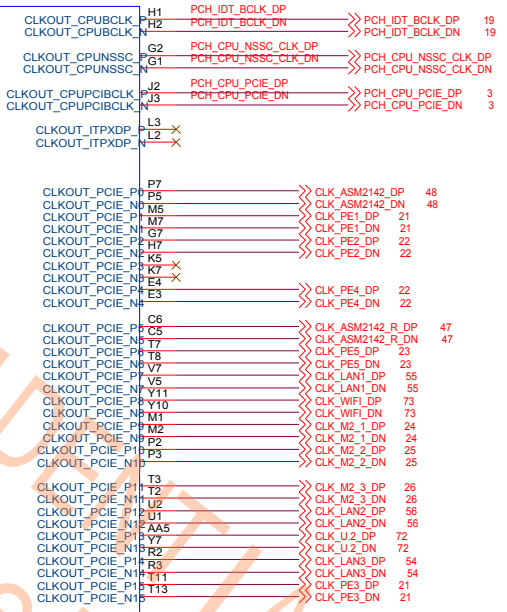 CLKOUT_CPUBCLK_P H1 PCH_IDT_BCLK_DP PCH_IDT_BCLK_DP 19
CLKOUT_CPUBCLK_N H2 PCH_IDT_BCLK_DN PCH_IDT_BCLK_DN 19
CLKOUT_CPUNSSC_P G2 PCH_CPU_NSSC_CLK_DP PCH_CPU_NSSC_CLK_DP
CLKOUT_CPUNSSC_N G1 PCH_CPU_NSSC_CLK_DN PCH_CPU_NSSC_CLK_DN
CLKOUT_CPUPCIBCLK_P J2 PCH_CPU_PCIE_DP PCH_CPU_PCIE_DP 3
CLKOUT_CPUPCIBCLK_N J3 PCH_CPU_PCIE_DN PCH_CPU_PCIE_DN 3
CLKOUT_ITPXDP_P L3
CLKOUT_ITPXDP_N L2
CLKOUT_PCIE_P0 P7 CLK_ASM2142_DP 48
CLKOUT_PCIE_N0 P5 CLK_ASM2142_DN 48
CLKOUT_PCIE_P1 M5 CLK_PE1_DP 21
CLKOUT_PCIE_N1 M7 CLK_PE1_DN 21
CLKOUT_PCIE_P2 G7 CLK_PE2_DP 22
CLKOUT_PCIE_N2 H7 CLK_PE2_DN 22
CLKOUT_PCIE_P3 K5
CLKOUT_PCIE_N3 K7
CLKOUT_PCIE_P4 E4 CLK_PE4_DP 22
CLKOUT_PCIE_N4 E3 CLK_PE4_DN 22
CLKOUT_PCIE_P5 C6 CLK_ASM2142_R_DP 47
CLKOUT_PCIE_N5 C5 CLK_ASM2142_R_DN 47
CLKOUT_PCIE_P6 T7 CLK_PE5_DP 23
CLKOUT_PCIE_N6 T8 CLK_PE5_DN 23
CLKOUT_PCIE_P7 V7 CLK_LAN1_DP 55
CLKOUT_PCIE_N7 V5 CLK_LAN1_DN 55
CLKOUT_PCIE_P8 Y11 CLK_WIFI_DP 73
CLKOUT_PCIE_N8 Y10 CLK_WIFI_DN 73
CLKOUT_PCIE_P9 M1 CLK_M2_1_DP 24
CLKOUT_PCIE_N9 M2 CLK_M2_1_DN 24
CLKOUT_PCIE_P10 P2 CLK_M2_2_DP 25
CLKOUT_PCIE_N10 P3 CLK_M2_2_DN 25
CLKOUT_PCIE_P11 T3 CLK_M2_3_DP 26
CLKOUT_PCIE_N11 T2 CLK_M2_3_DN 26
CLKOUT_PCIE_P12 U2 CLK_LAN2_DP 56
CLKOUT_PCIE_N12 U1 CLK_LAN2_DN 56
CLKOUT_PCIE_P13 AA5 CLK_U.2_DP 72
CLKOUT_PCIE_N13 Y7 CLK_U.2_DN 72
CLKOUT_PCIE_P14 R2 CLK_LAN3_DP 54
CLKOUT_PCIE_N14 R3 CLK_LAN3_DN 54
CLKOUT_PCIE_P15 T11 CLK_PE3_DP 21
CLKOUT_PCIE_N15 T13 CLK_PE3_DN 21